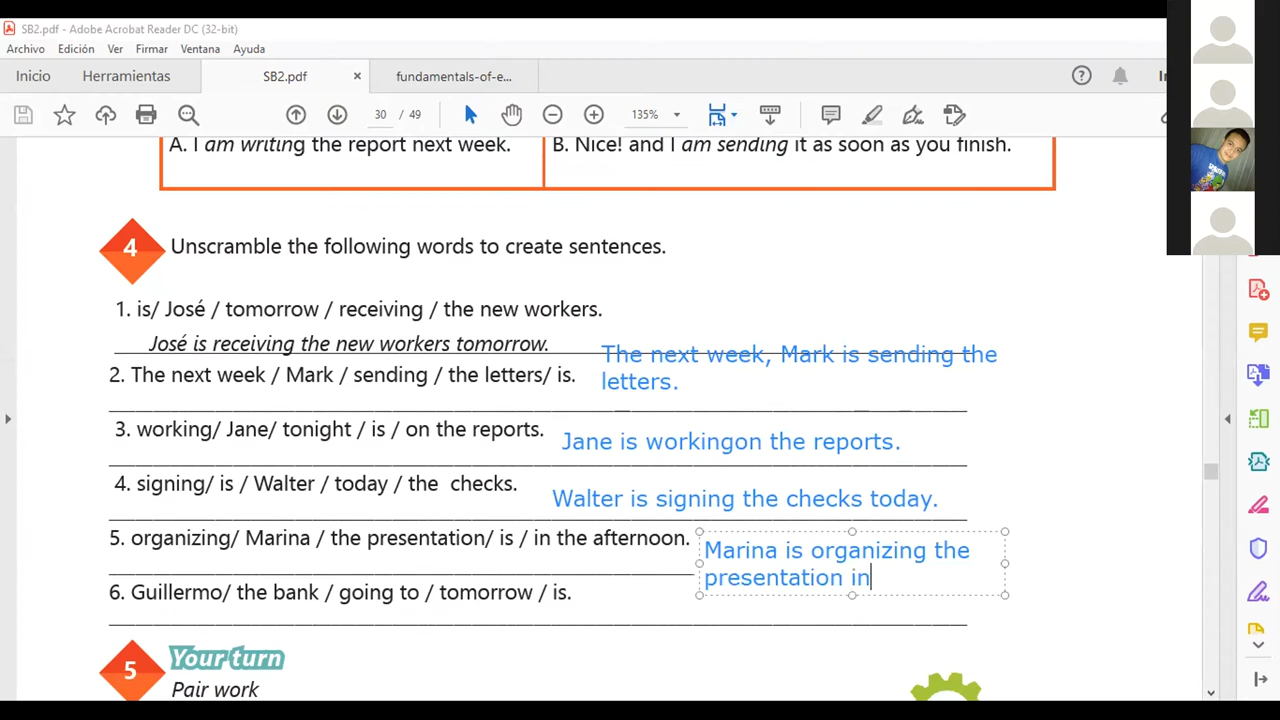 SB2.pdf - Adobe Acrobat Reader DC (32-bit)
Archivo Edición Ver Firmar Ventana Ayuda
Inicio Herramientas SB2.pdf × fundamentals-of-e...
30 / 49 135%
A. I am writing the report next week. B. Nice! and I am sending it as soon as you finish.
4 Unscramble the following words to create sentences.
1. is/ José / tomorrow / receiving / the new workers.
José is receiving the new workers tomorrow.
The next week, Mark is sending the
letters.
2. The next week / Mark / sending / the letters/ is.
3. working/ Jane/ tonight / is / on the reports.
Jane is workingon the reports.
4. signing/ is / Walter / today / the checks.
Walter is signing the checks today.
5. organizing/ Marina / the presentation/ is / in the afternoon.
Marina is organizing the
presentation in
6. Guillermo/ the bank / going to / tomorrow / is.
5 Your turn
Pair work